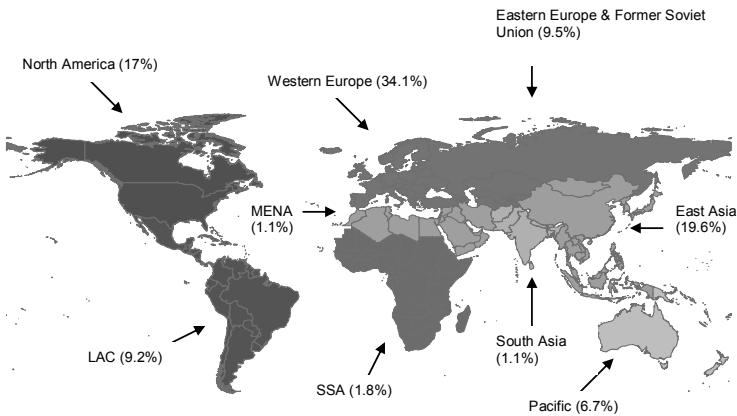 Eastern Europe & Former Soviet
Union (9.5%)
North America (17%)
Western Europe (34.1%)
MENA
(1.1%)
East Asia
(19.6%)
LAC (9.2%)
SSA (1.8%)
South Asia
(1.1%)
Pacific (6.7%)